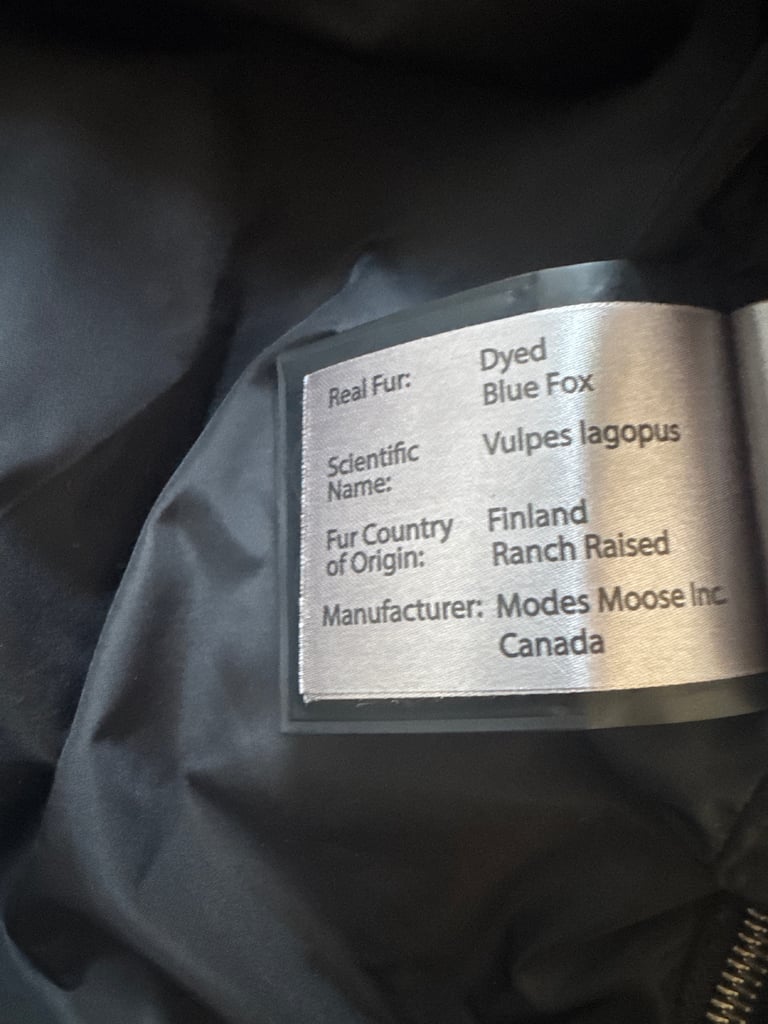 Real Fur: Dyed
Blue Fox
Scientific Name: Vulpes lagopus
Fur Country of Origin: Finland
Ranch Raised
Manufacturer: Modes Moose Inc.
Canada